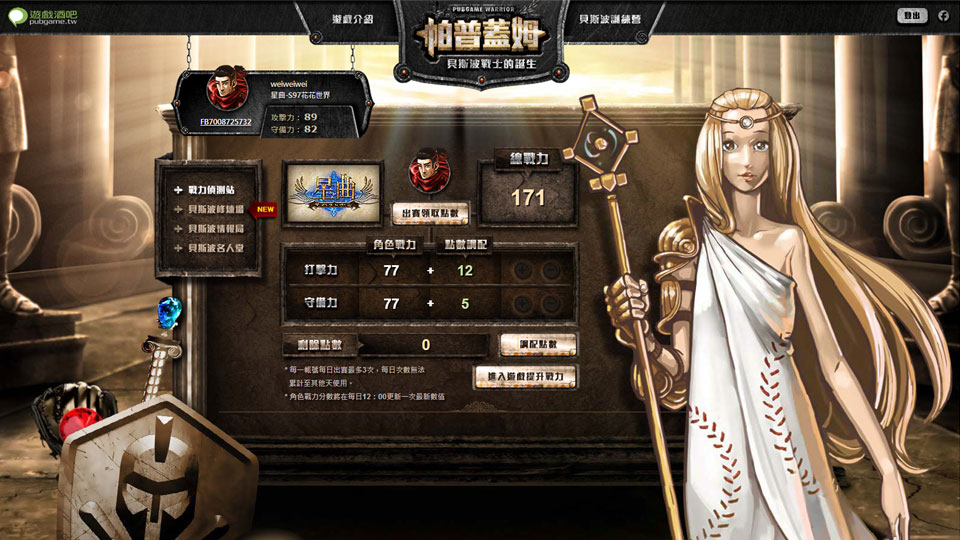 遊戲酒吧
pubgame.tw
遊戲介紹
PUBGAME WARRIOR
帕普蓋姆
貝斯波戰士的誕生
貝斯波訓練營
登出
weiweiwei
星曲-S97花花世界
FB7008725732
攻擊力：89
守備力：82
戰力偵測站
貝斯波修煉場
NEW
貝斯波情報局
貝斯波名人堂
星曲
出賽領取點數
總戰力
171
角色戰力
點數調配
打擊力 77 + 12
守備力 77 + 5
剩餘點數 0
調配點數
進入遊戲提升戰力
*每一帳號每日出賽最多3次，每日次數無法
累計至其他天使用。
*角色戰力分數將在每日12：00更新一次最新數值